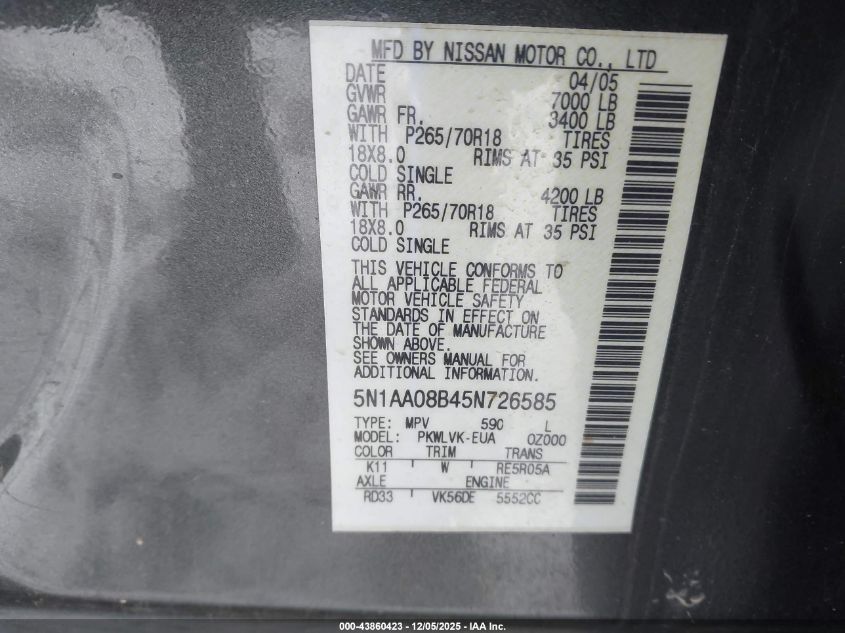 MFD BY NISSAN MOTOR CO., LTD
DATE 04/05
GVWR 7000 LB
GAWR FR. 3400 LB
WITH P265/70R18 TIRES
18X8.0 RIMS AT 35 PSI
COLD SINGLE
GAWR RR. 4200 LB
WITH P265/70R18 TIRES
18X8.0 RIMS AT 35 PSI
COLD SINGLE
THIS VEHICLE CONFORMS TO
ALL APPLICABLE FEDERAL
MOTOR VEHICLE SAFETY
STANDARDS IN EFFECT ON
THE DATE OF MANUFACTURE
SHOWN ABOVE.
SEE OWNERS MANUAL FOR
ADDITIONAL INFORMATION.
5N1AA08B45N726585
TYPE: MPV 590 L
MODEL: PKWLVK-EUA 0Z000
COLOR TRIM TRANS
K11 W RE5R05A
AXLE ENGINE
RD33 VK56DE 5552CC
000-43860423 - 12/05/2025 - IAA Inc.